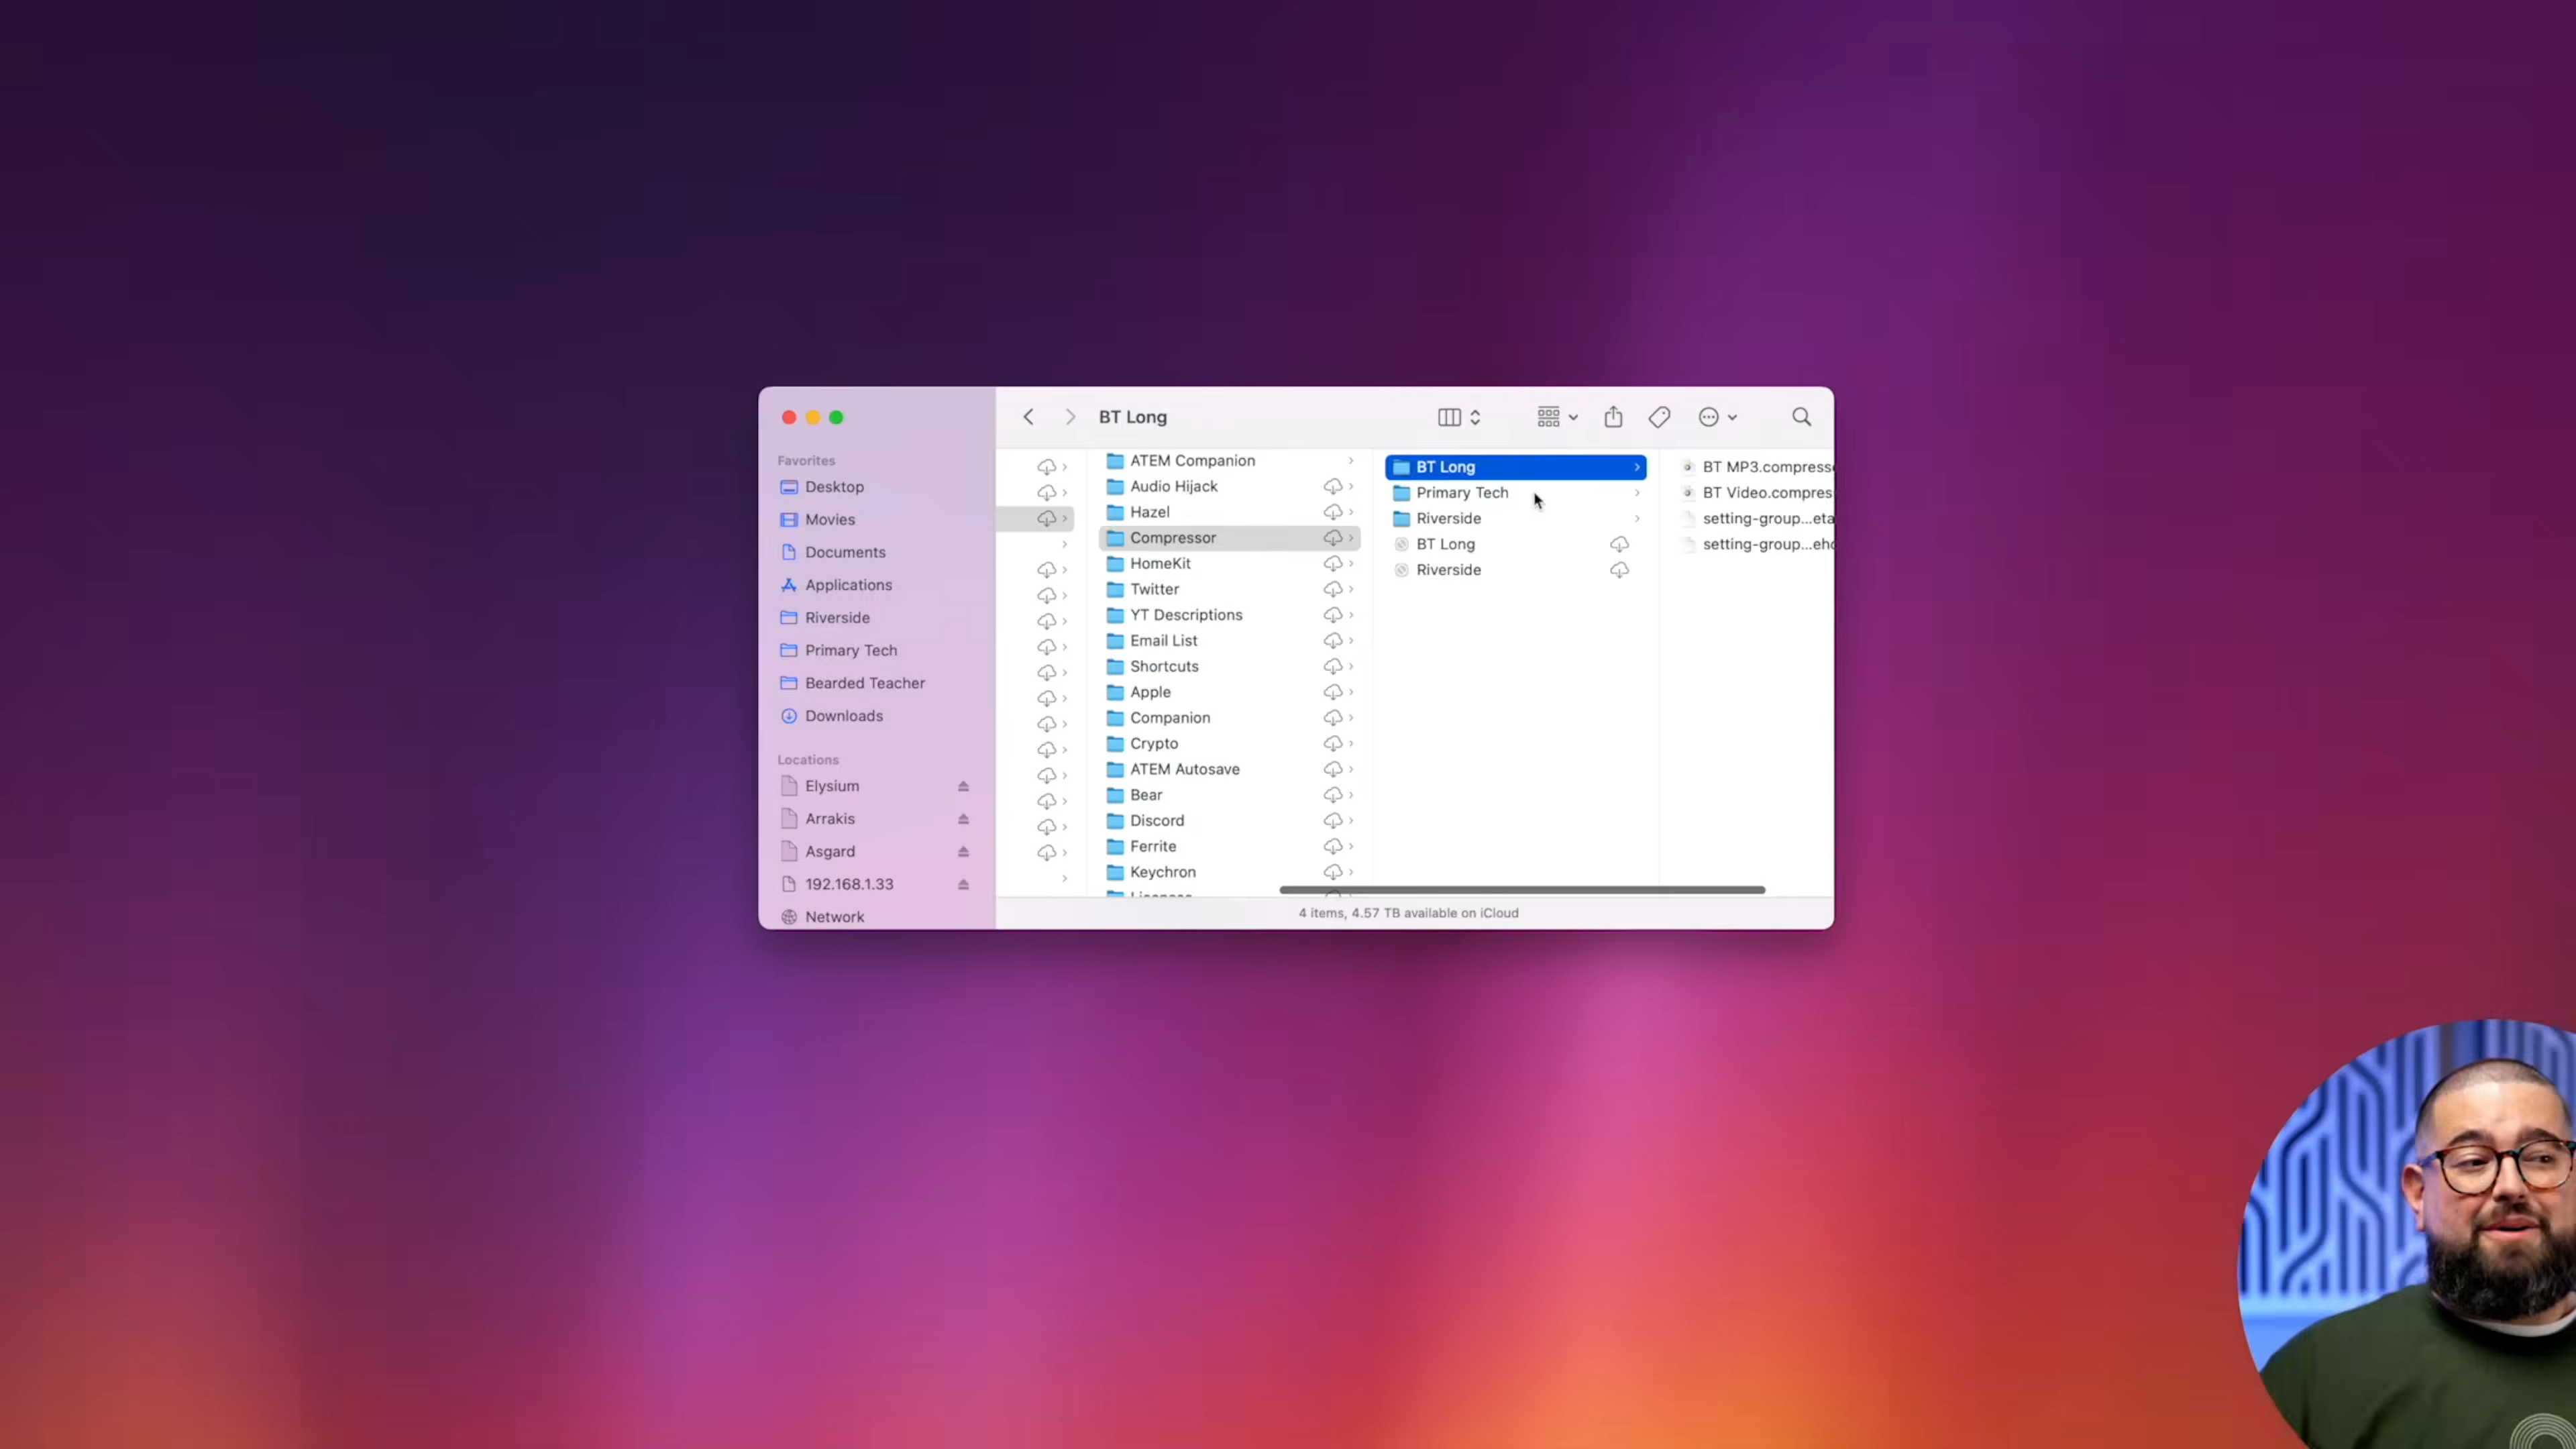 BT Long
Favorites
Desktop
Movies
Documents
Applications
Riverside
Primary Tech
Bearded Teacher
Downloads
Locations
Elysium
Arrakis
Asgard
192.168.1.33
Network
ATEM Companion
Audio Hijack
Hazel
Compressor
HomeKit
Twitter
YT Descriptions
Email List
Shortcuts
Apple
Companion
Crypto
ATEM Autosave
Bear
Discord
Ferrite
Keychron
BT Long
Primary Tech
Riverside
BT Long
Riverside
BT MP3.compress
BT Video.compres
setting-group...eta
setting-group...eho
4 items, 4.57 TB available on iCloud